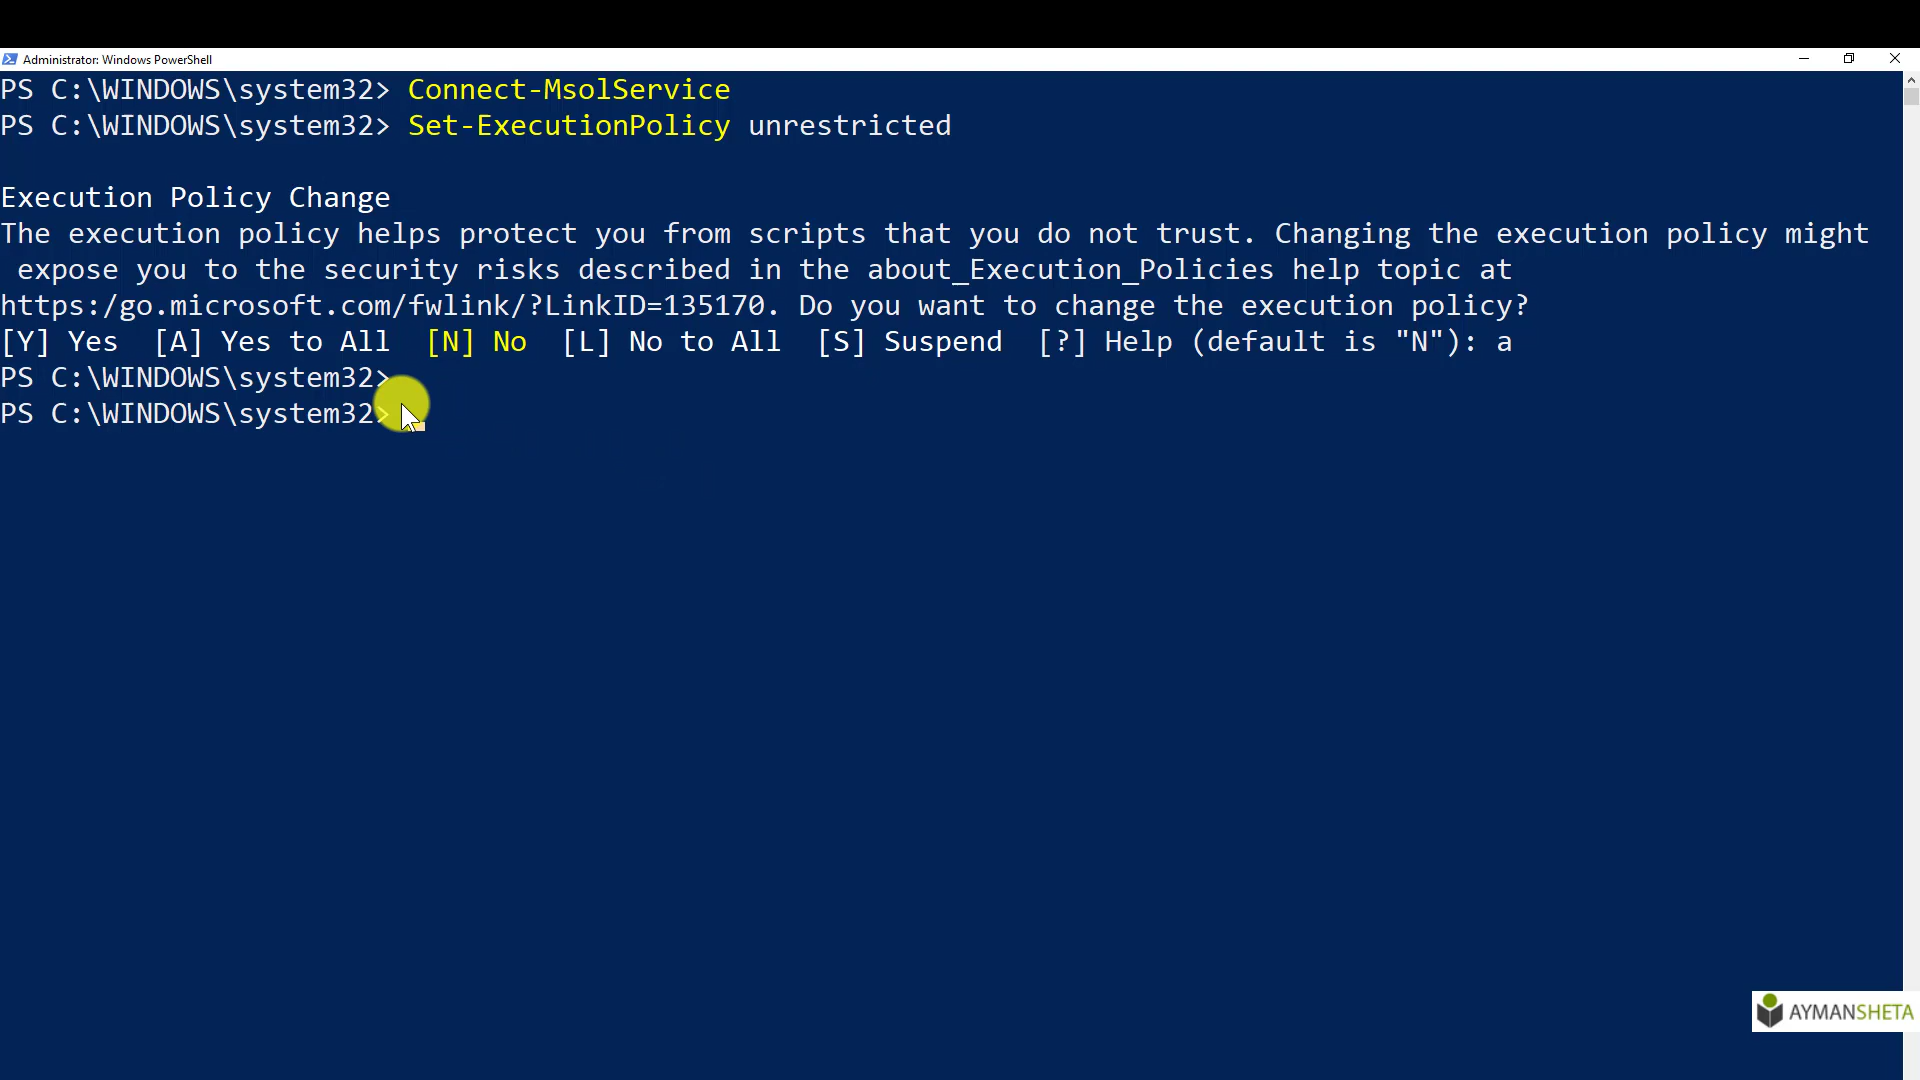 Administrator: Windows PowerShell
PS C:\WINDOWS\system32> Connect-MsolService
PS C:\WINDOWS\system32> Set-ExecutionPolicy unrestricted
Execution Policy Change
The execution policy helps protect you from scripts that you do not trust. Changing the execution policy might
expose you to the security risks described in the about_Execution_Policies help topic at
https:/go.microsoft.com/fwlink/?LinkID=135170. Do you want to change the execution policy?
[Y] Yes  [A] Yes to All  [N] No  [L] No to All  [S] Suspend  [?] Help (default is "N"): a
PS C:\WINDOWS\system32>
PS C:\WINDOWS\system32>
AYMANSHETA